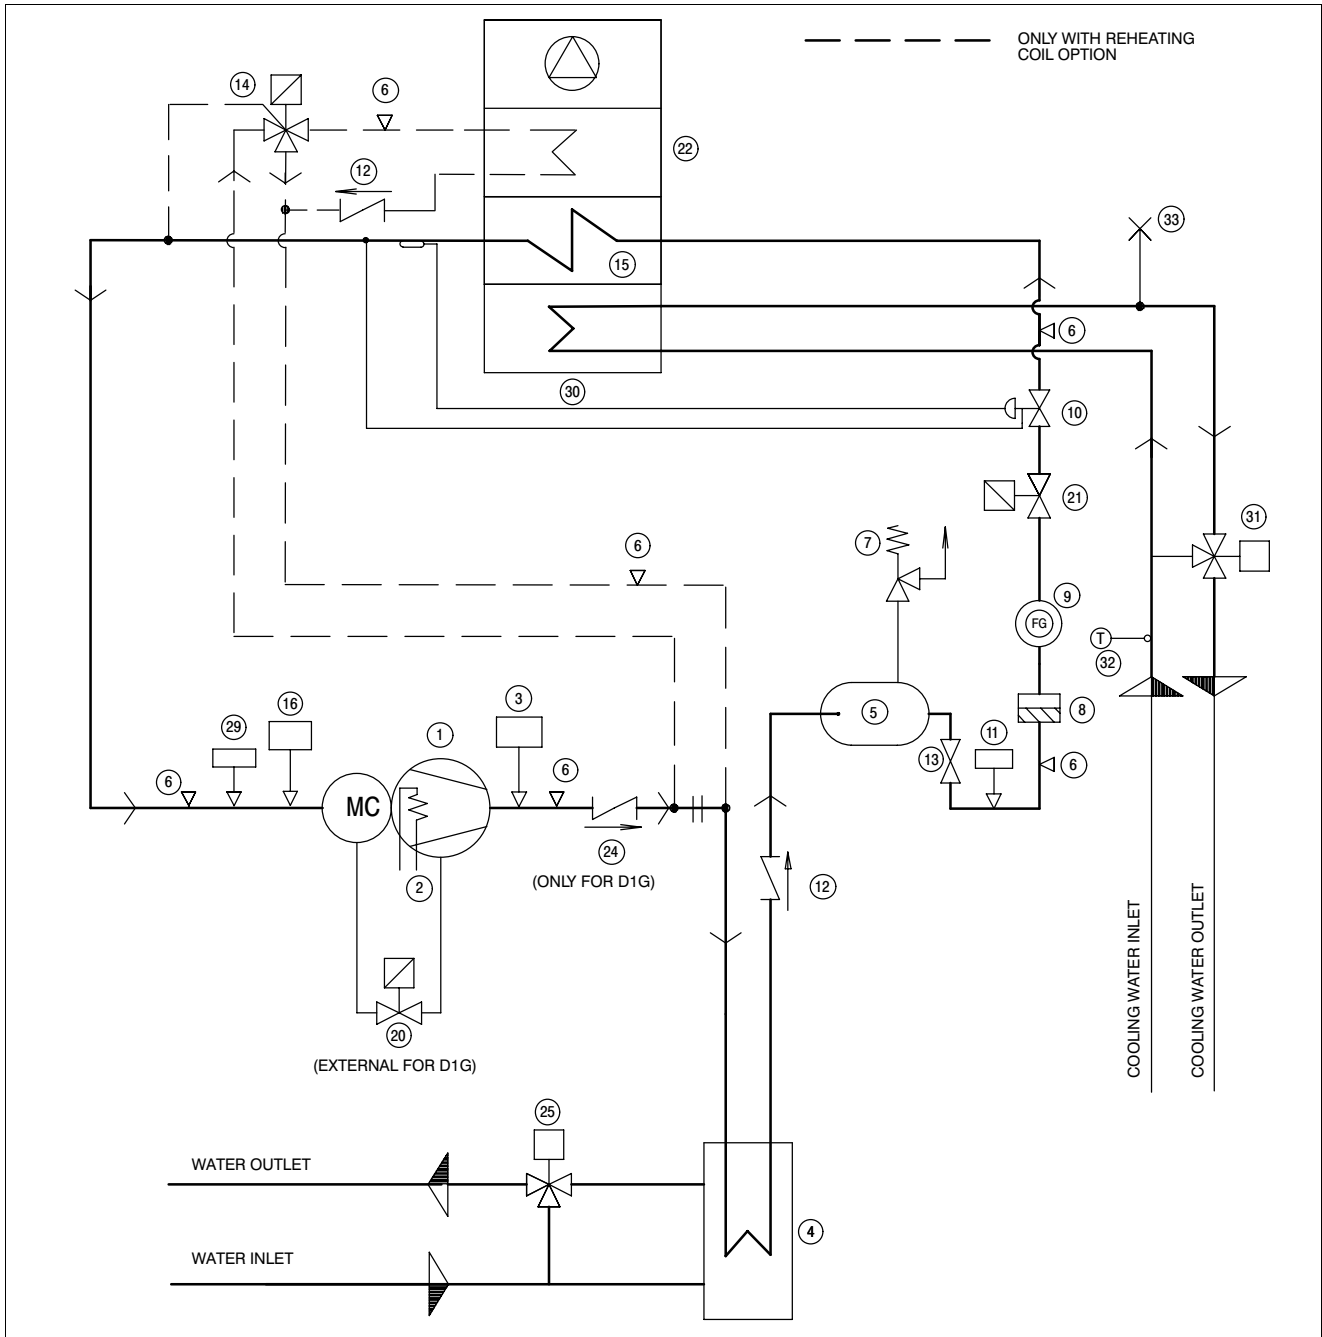 ONLY WITH REHEATING
COIL OPTION
14
6
22
12
33
15
6
30
10
21
31
7
6
9
FG
T
32
3
16
1
5
8
29
11
13
6
6
6
MC
24
(ONLY FOR D1G)
2
12
20
(EXTERNAL FOR D1G)
COOLING WATER INLET
COOLING WATER OUTLET
25
WATER OUTLET
4
WATER INLET